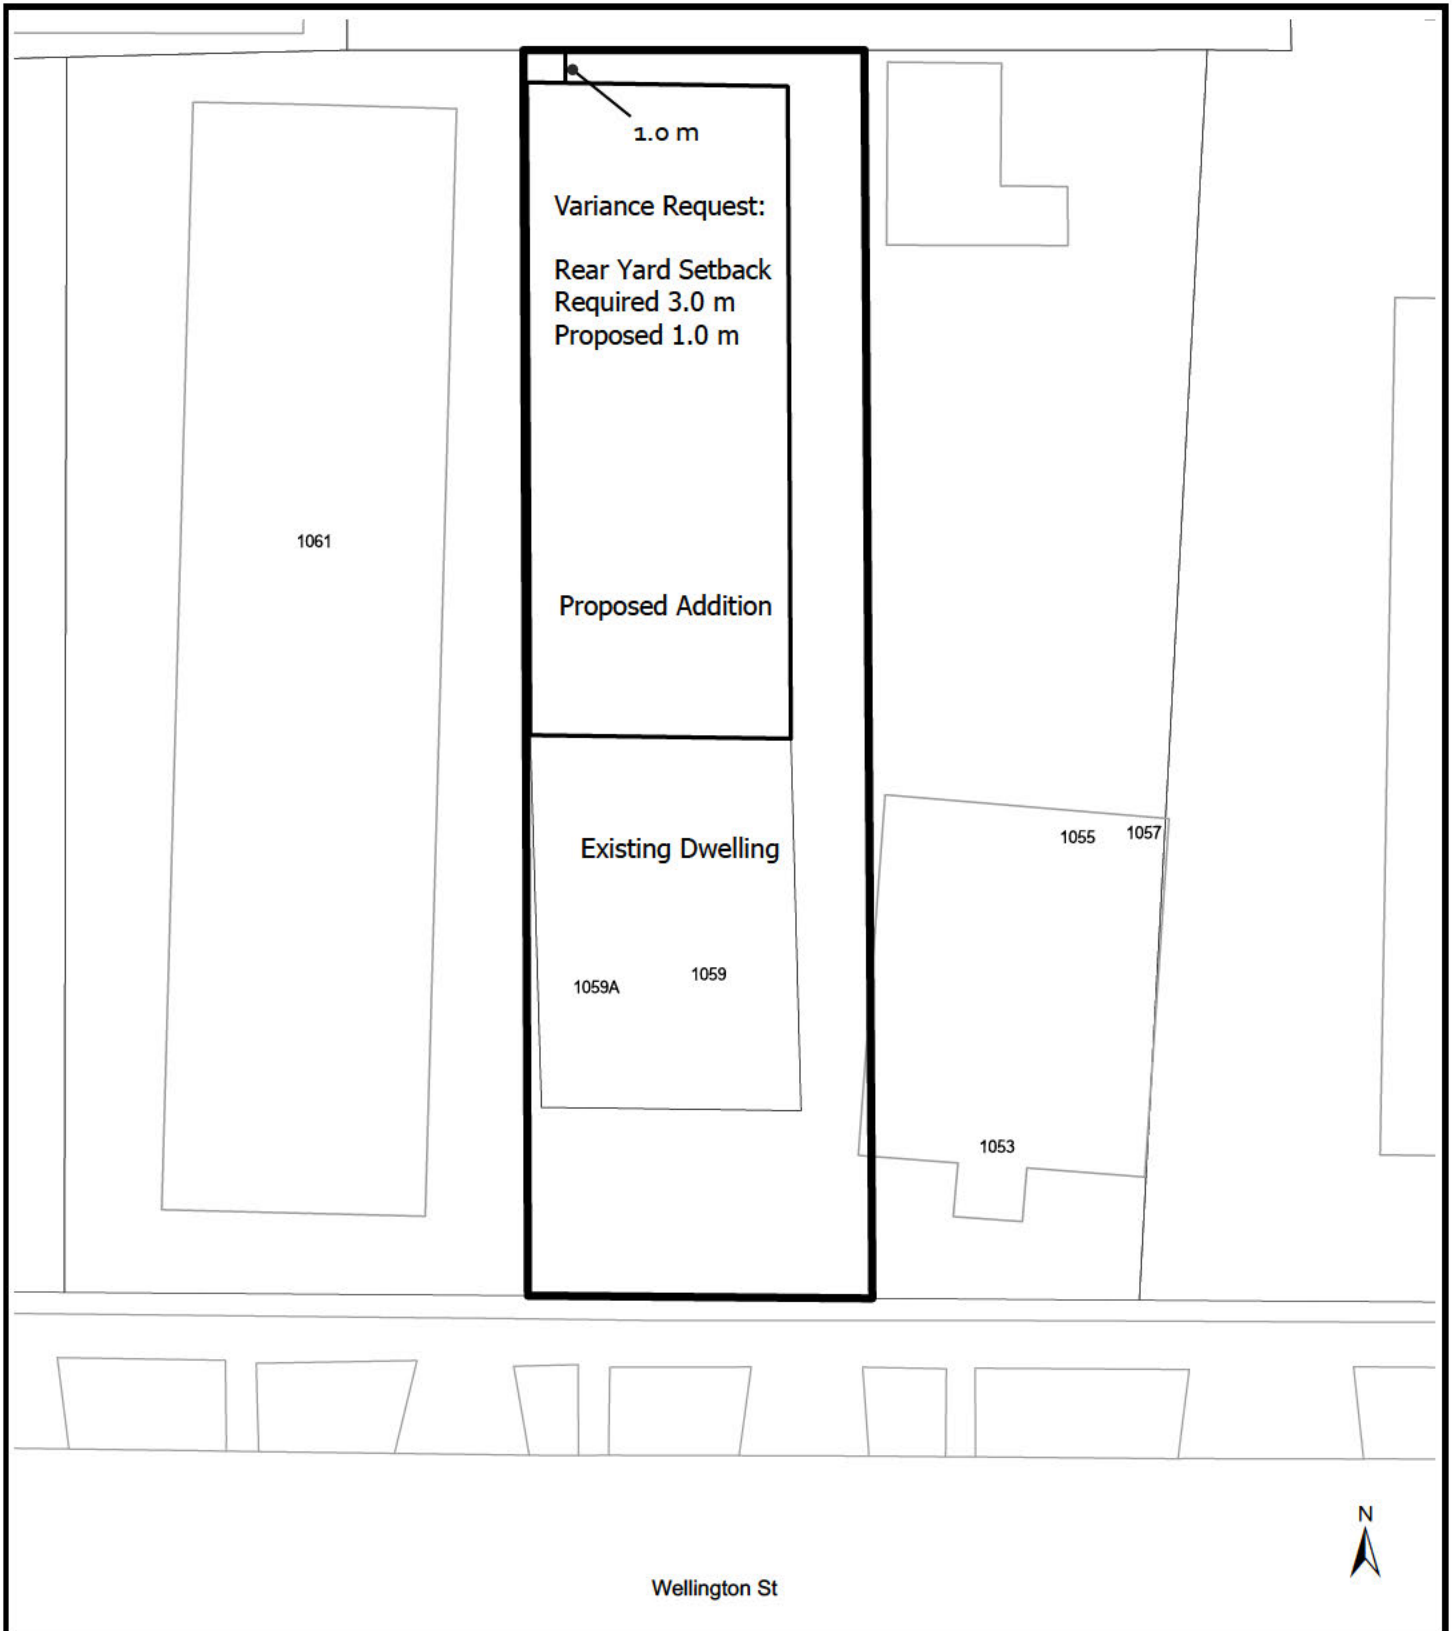 1.0 m
Variance Request:
Rear Yard Setback
Required 3.0 m
Proposed 1.0 m
1061
Proposed Addition
1055
1057
Existing Dwelling
1059A
1059
1053
N
Wellington St